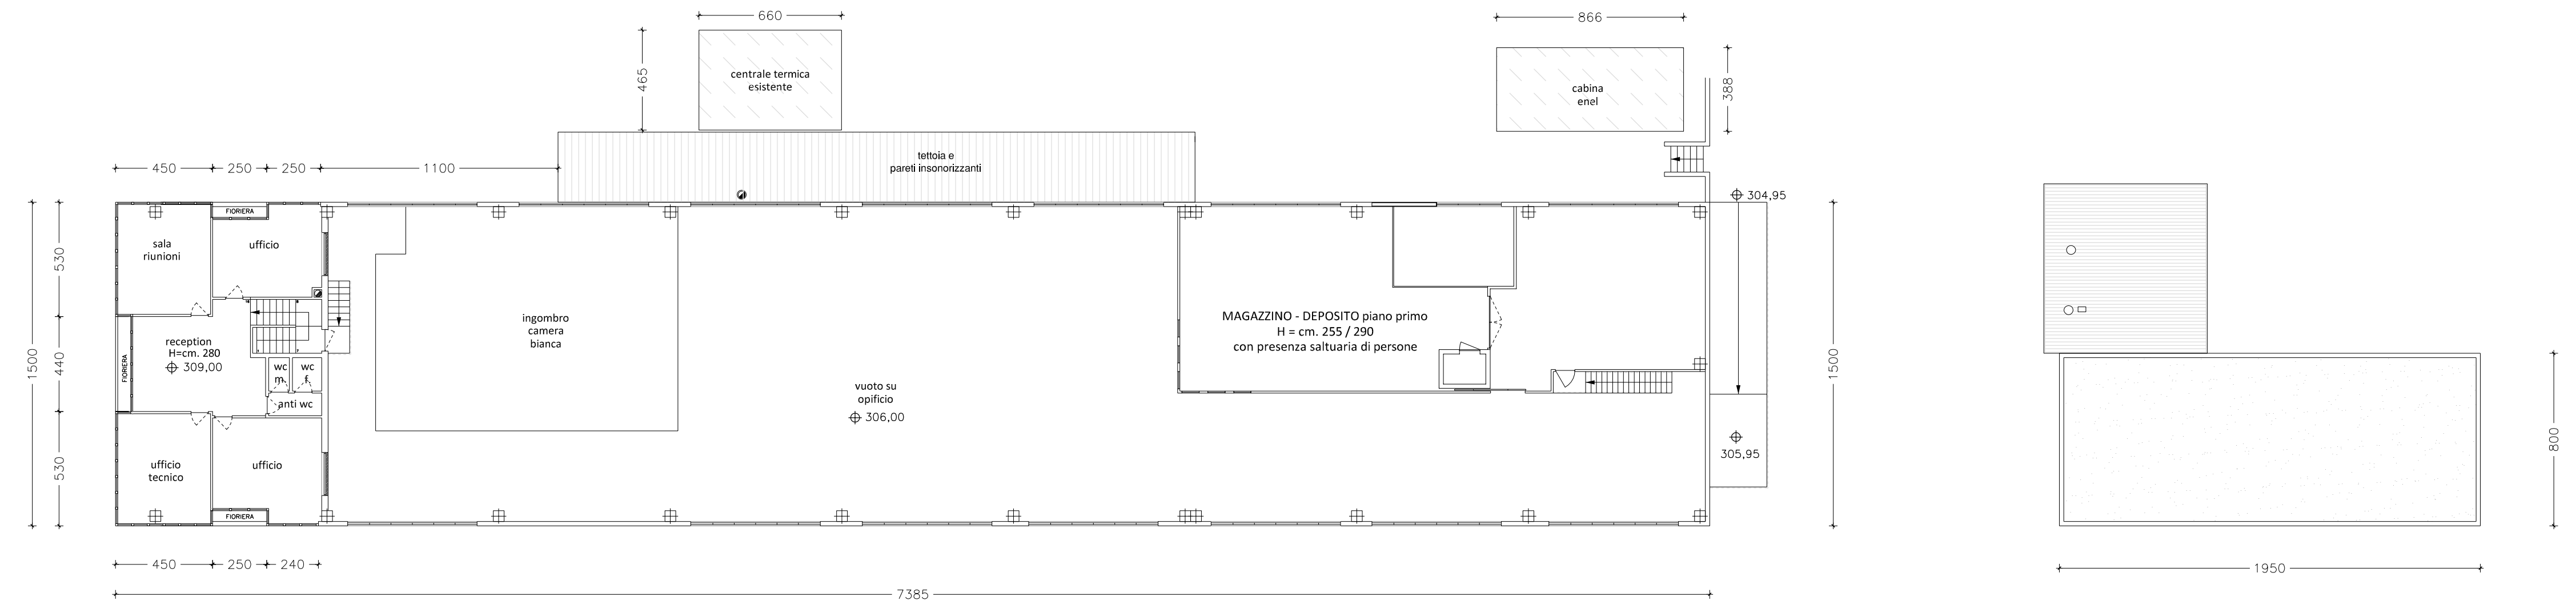 660
866
465
centrale termica
esistente
cabina
enel
388
450
250
250
1100
tettoia e
pareti insonorizzanti
304,95
FIORIERA
sala
riunioni
ufficio
530
440
530
1500
reception
H=cm. 280
309,00
FIORIERA
wc
m.
wc
f.
anti wc
ingombro
camera
bianca
MAGAZZINO - DEPOSITO piano primo
H = cm. 255 / 290
con presenza saltuaria di persone
vuoto su
opificio
306,00
1500
305,95
800
ufficio
tecnico
ufficio
FIORIERA
450
250
240
7385
1950